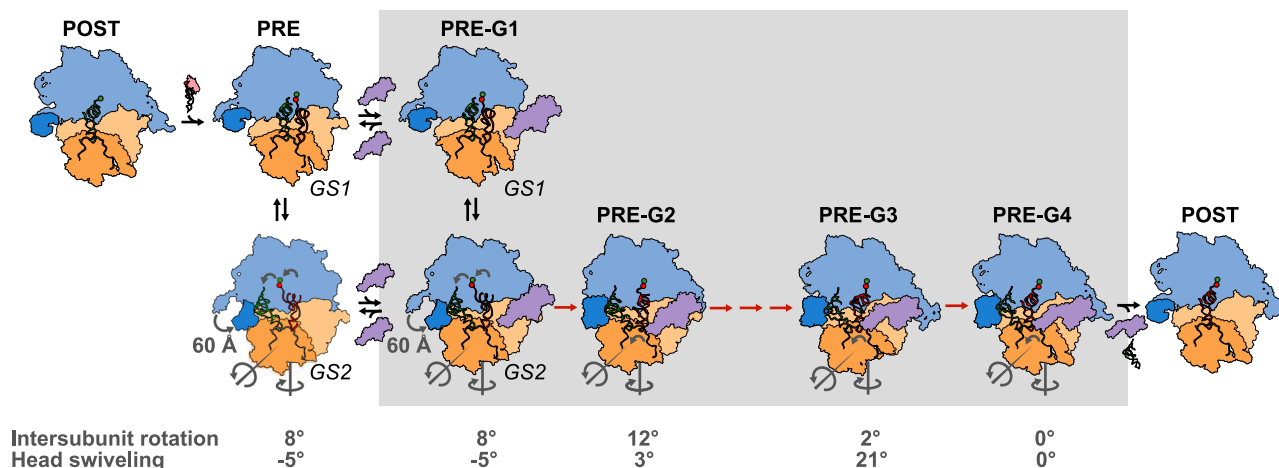 POST PRE PRE-G1
GS1 GS1
PRE-G2 PRE-G3 PRE-G4 POST
60 Å 60 Å
GS2 GS2
Intersubunit rotation 8° 8° 12° 2° 0°
Head swiveling -5° -5° 3° 21° 0°